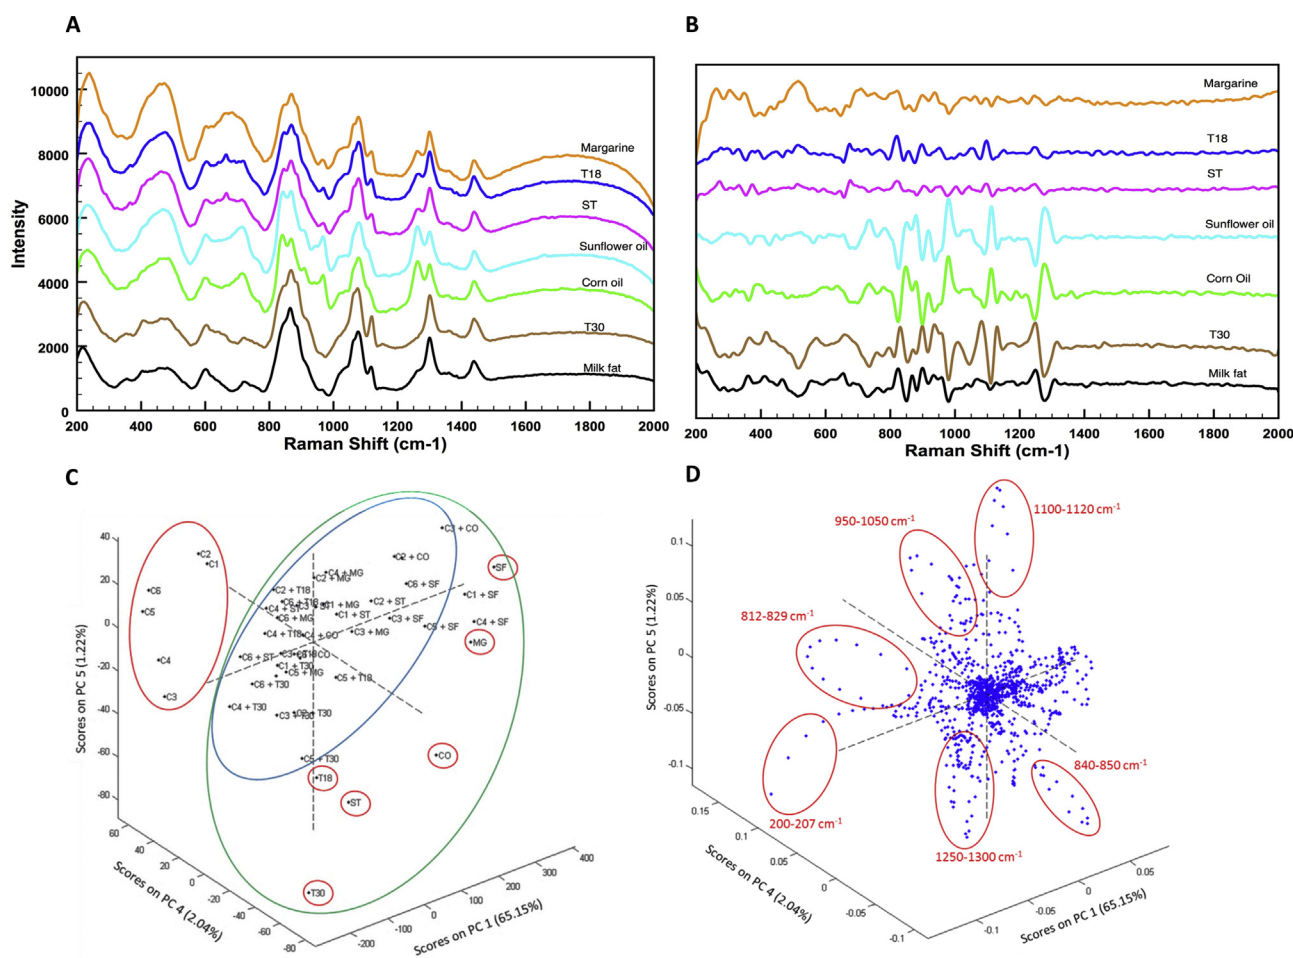 A
10000
8000
6000
4000
2000
0
Intensity
Margarine
T18
ST
Sunflower oil
Corn oil
T30
Milk fat
200 400 600 800 1000 1200 1400 1600 1800 2000
Raman Shift (cm-1)
B
Margarine
T18
ST
Sunflower oil
Corn Oil
T30
Milk fat
200 400 600 800 1000 1200 1400 1600 1800 2000
Raman Shift (cm-1)
C
Scores on PC 5 (1.22%)
40
20
0
-20
-40
-60
-80
C2
C1
C6
C5
C4
C3
C3 + CO
C2 + CO
SF
C4 + MG
C2 + MG
C6 + SF
C2 + T18
C1 + SF
C2 + ST
C1 + MG
C4 + ST
C1 + ST
C6 + MG
C3 + SF
C4 + SF
C5 + SF
C4 + T18
C4 + CO
C3 + MG
MG
C6 + ST
C1 + T30
C5 + MG
C5 + T18
C6 + T30
C4 + T30
C3 + T30
C5 + T30
CO
T18
ST
T30
60
40
20
0
-20
-40
-60
-80
Scores on PC 4 (2.04%)
-200
-100
0
100
200
300
400
Scores on PC 1 (65.15%)
D
Scores on PC 5 (1.22%)
0.1
0.05
0
-0.05
-0.1
1100-1120 cm-1
950-1050 cm-1
812-829 cm-1
200-207 cm-1
1250-1300 cm-1
840-850 cm-1
0.15
0.1
0.05
0
-0.05
-0.1
Scores on PC 4 (2.04%)
-0.1
-0.05
0
0.05
Scores on PC 1 (65.15%)